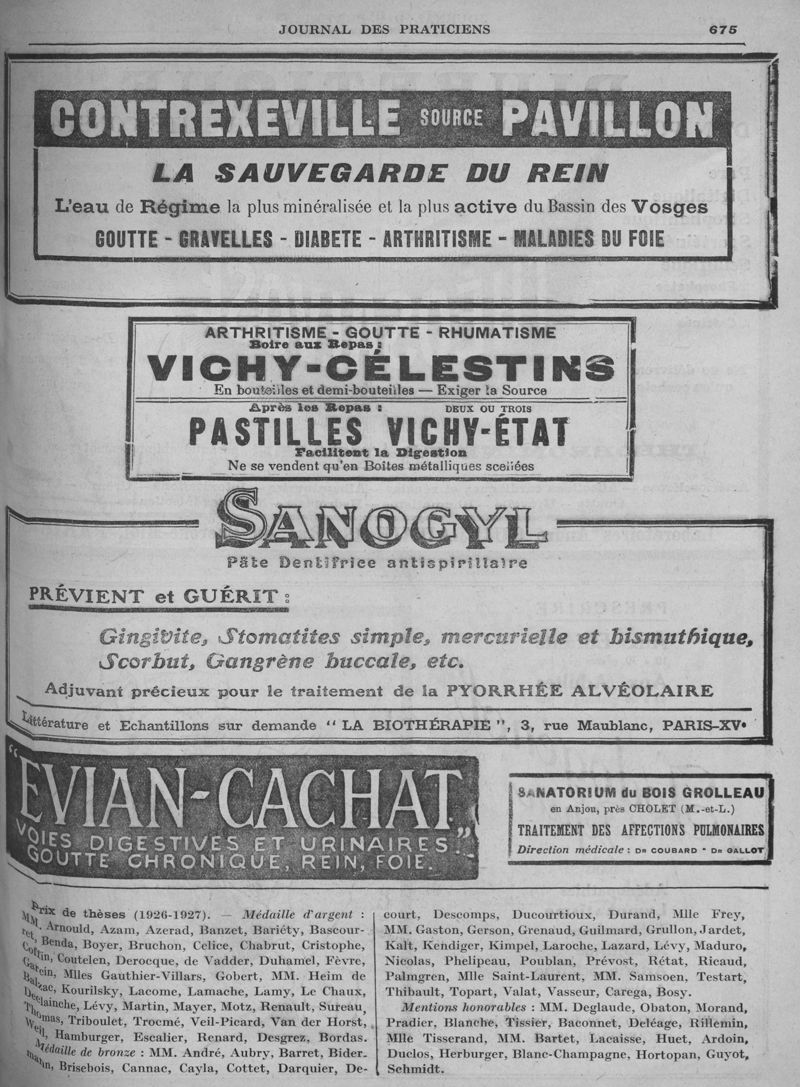 JOURNAL DES PRATICIENS 675
CONTREXEVILLE SOURCE PAVILLON
LA SAUVEGARDE DU REIN
L'eau de Régime la plus minéralisée et la plus active du Bassin des Vosges
GOUTTE - GRAVELLES - DIABETE - ARTHRITISME - MALADIES DU FOIE
ARTHRITISME - GOUTTE - RHUMATISME
Boire aux Repas :
VICHY-CÉLESTINS
En bouteilles et demi-bouteilles — Exiger la Source
Après les Repas : DEUX OU TROIS
PASTILLES VICHY-ÉTAT
Facilitent la Digestion
Ne se vendent qu'en Boites métalliques scellées
SANOGYL
Pâte Dentifrice antispirillaire
PRÉVIENT et GUÉRIT :
Gingivite, Stomatites simple, mercurielle et bismuthique,
Scorbut, Gangrène buccale, etc.
Adjuvant précieux pour le traitement de la PYORRHÉE ALVÉOLAIRE
Littérature et Echantillons sur demande “ LA BIOTHÉRAPIE ”, 3, rue Maublanc, PARIS-XVe
“EVIAN-CACHAT”
VOIES DIGESTIVES ET URINAIRES.
GOUTTE CHRONIQUE, REIN, FOIE.
SANATORIUM du BOIS GROLLEAU
en Anjou, près CHOLET (M.-et-L.)
TRAITEMENT DES AFFECTIONS PULMONAIRES
Direction médicale : DR COUBARD - DR GALLOT
Prix de thèses (1926-1927). — Médaille d'argent :
MM. Arnould, Azam, Azerad, Banzet, Bariéty, Bascour-
ret, Benda, Boyer, Bruchon, Celice, Chabrut, Cristophe,
Coffin, Coutelen, Derocque, de Vadder, Duhamel, Fèvre,
Garein, Mlles Gauthier-Villars, Gobert, MM. Heim de
Balzac, Kourilsky, Lacome, Lamache, Lamy, Le Chaux,
Declainche, Lévy, Martin, Mayer, Motz, Renault, Sureau,
Thomas, Triboulet, Trocmé, Veil-Picard, Van der Horst,
Weill, Hamburger, Escalier, Renard, Desgrez, Bordas.
Médaille de bronze : MM. André, Aubry, Barret, Bider-
mann, Brisebois, Cannac, Cayla, Cottet, Darquier, De-
court, Descomps, Ducourtioux, Durand, Mlle Frey,
MM. Gaston, Gerson, Grenaud, Guilmard, Grullon, Jardet,
Kalt, Kendiger, Kimpel, Laroche, Lazard, Lévy, Maduro,
Nicolas, Phelipeau, Poublan, Prévost, Rétat, Ricaud,
Palmgren, Mlle Saint-Laurent, MM. Samsoen, Testart,
Thibault, Topart, Valat, Vasseur, Carega, Bosy.
Mentions honorables : MM. Deglaude, Obaton, Morand,
Pradier, Blanche, Tissier, Baconnet, Deléage, Rillemin,
Mlle Tisserand, MM. Bartet, Lacaisse, Huet, Ardoin,
Duclos, Herburger, Blanc-Champagne, Hortopan, Guyot,
Schmidt.